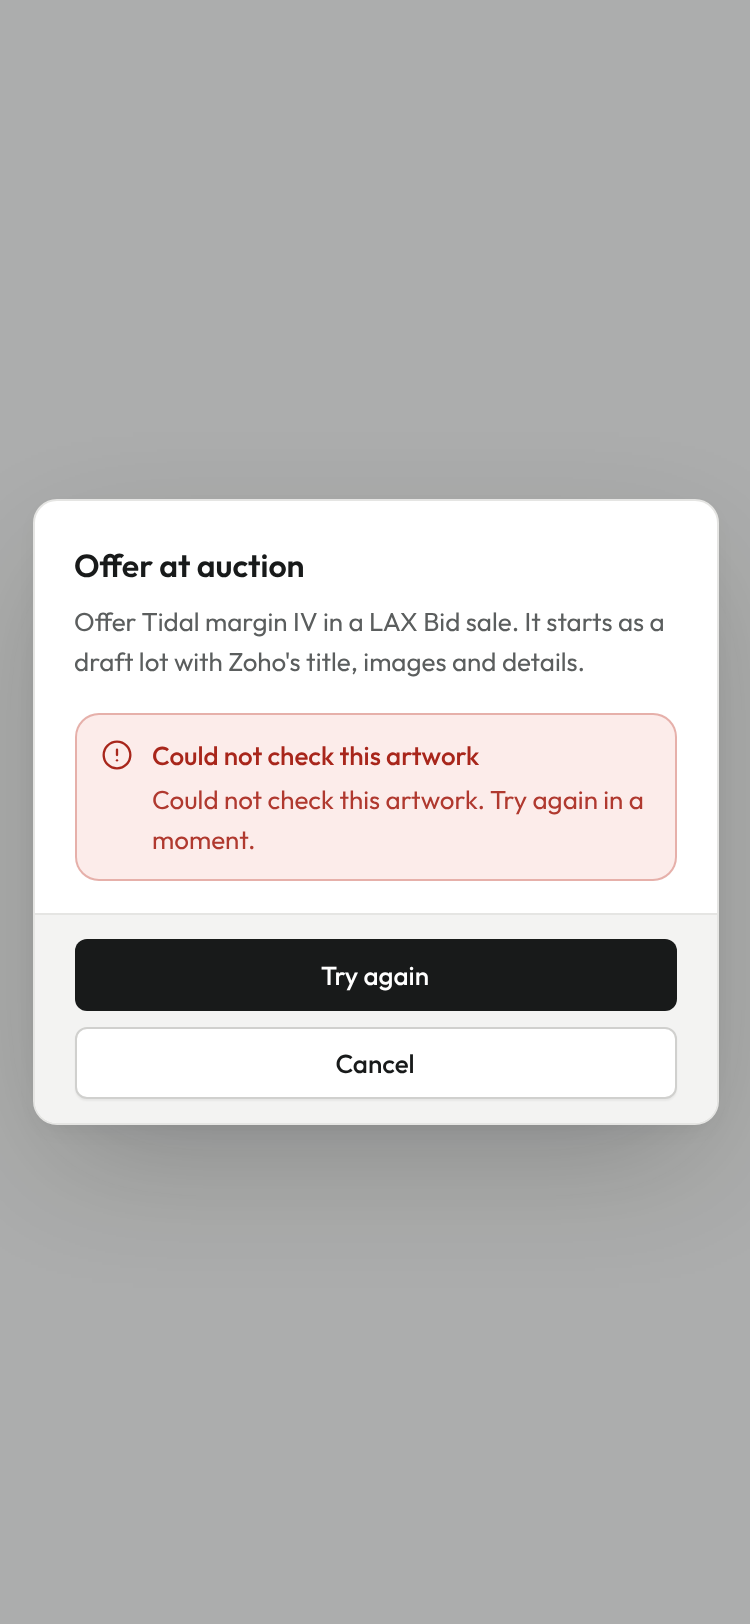 Offer at auction
Offer Tidal margin IV in a LAX Bid sale. It starts as a
draft lot with Zoho's title, images and details.
Could not check this artwork
Could not check this artwork. Try again in a
moment.
Try again
Cancel